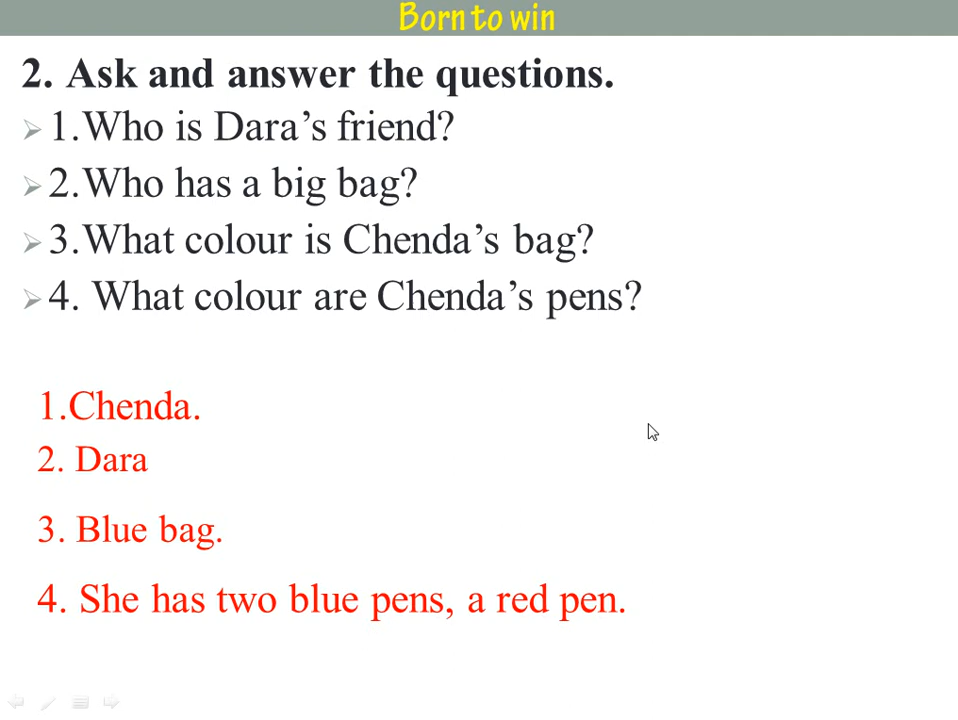 Born to win
2. Ask and answer the questions.
1.Who is Dara’s friend?
2.Who has a big bag?
3.What colour is Chenda’s bag?
4. What colour are Chenda’s pens?
1.Chenda.
2. Dara
3. Blue bag.
4. She has two blue pens, a red pen.